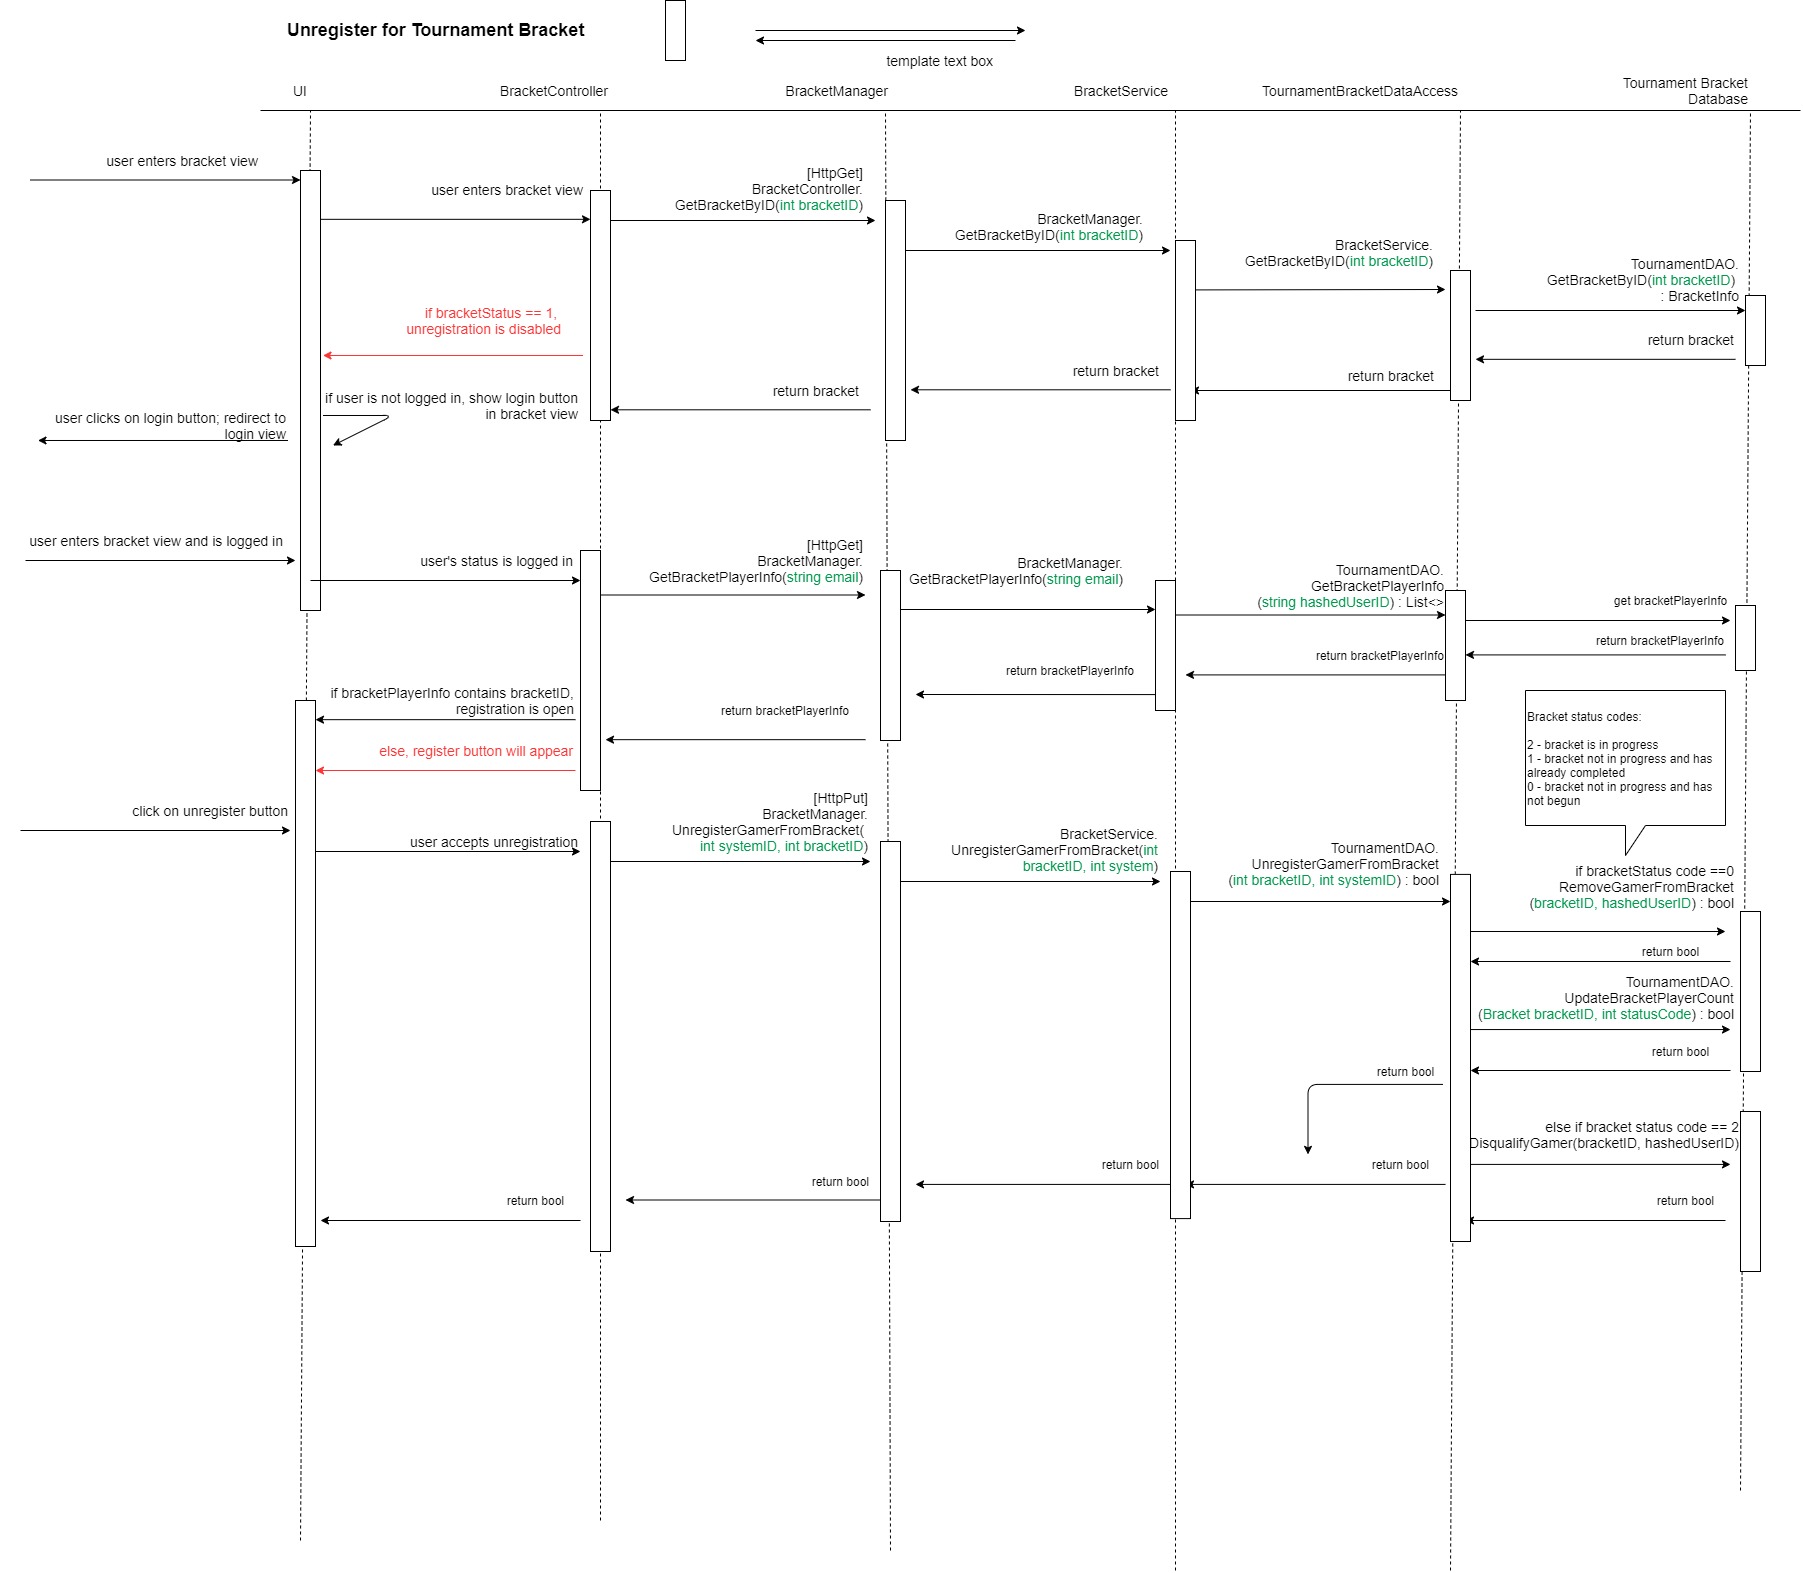 Unregister for Tournament Bracket
template text box
UI
BracketController
BracketManager
BracketService
TournamentBracketDataAccess
Tournament Bracket
Database
user enters bracket view
user enters bracket view
[HttpGet]
BracketController.
GetBracketByID(int bracketID)
BracketManager.
GetBracketByID(int bracketID)
BracketService.
GetBracketByID(int bracketID)
TournamentDAO.
GetBracketByID(int bracketID)
: BracketInfo
if bracketStatus == 1,
unregistration is disabled
return bracket
return bracket
return bracket
return bracket
if user is not logged in, show login button
in bracket view
user clicks on login button; redirect to
login view
user enters bracket view and is logged in
user's status is logged in
[HttpGet]
BracketManager.
GetBracketPlayerInfo(string email)
BracketManager.
GetBracketPlayerInfo(string email)
TournamentDAO.
GetBracketPlayerInfo
(string hashedUserID) : List<>
get bracketPlayerInfo
return bracketPlayerInfo
return bracketPlayerInfo
return bracketPlayerInfo
return bracketPlayerInfo
if bracketPlayerInfo contains bracketID,
registration is open
else, register button will appear
Bracket status codes:
2 - bracket is in progress
1 - bracket not in progress and has
already completed
0 - bracket not in progress and has
not begun
click on unregister button
user accepts unregistration
[HttpPut]
BracketManager.
UnregisterGamerFromBracket(
int systemID, int bracketID)
BracketService.
UnregisterGamerFromBracket(int
bracketID, int system)
TournamentDAO.
UnregisterGamerFromBracket
(int bracketID, int systemID) : bool
if bracketStatus code ==0
RemoveGamerFromBracket
(bracketID, hashedUserID) : bool
return bool
TournamentDAO.
UpdateBracketPlayerCount
(Bracket bracketID, int statusCode) : bool
return bool
return bool
else if bracket status code == 2
DisqualifyGamer(bracketID, hashedUserID)
return bool
return bool
return bool
return bool
return bool